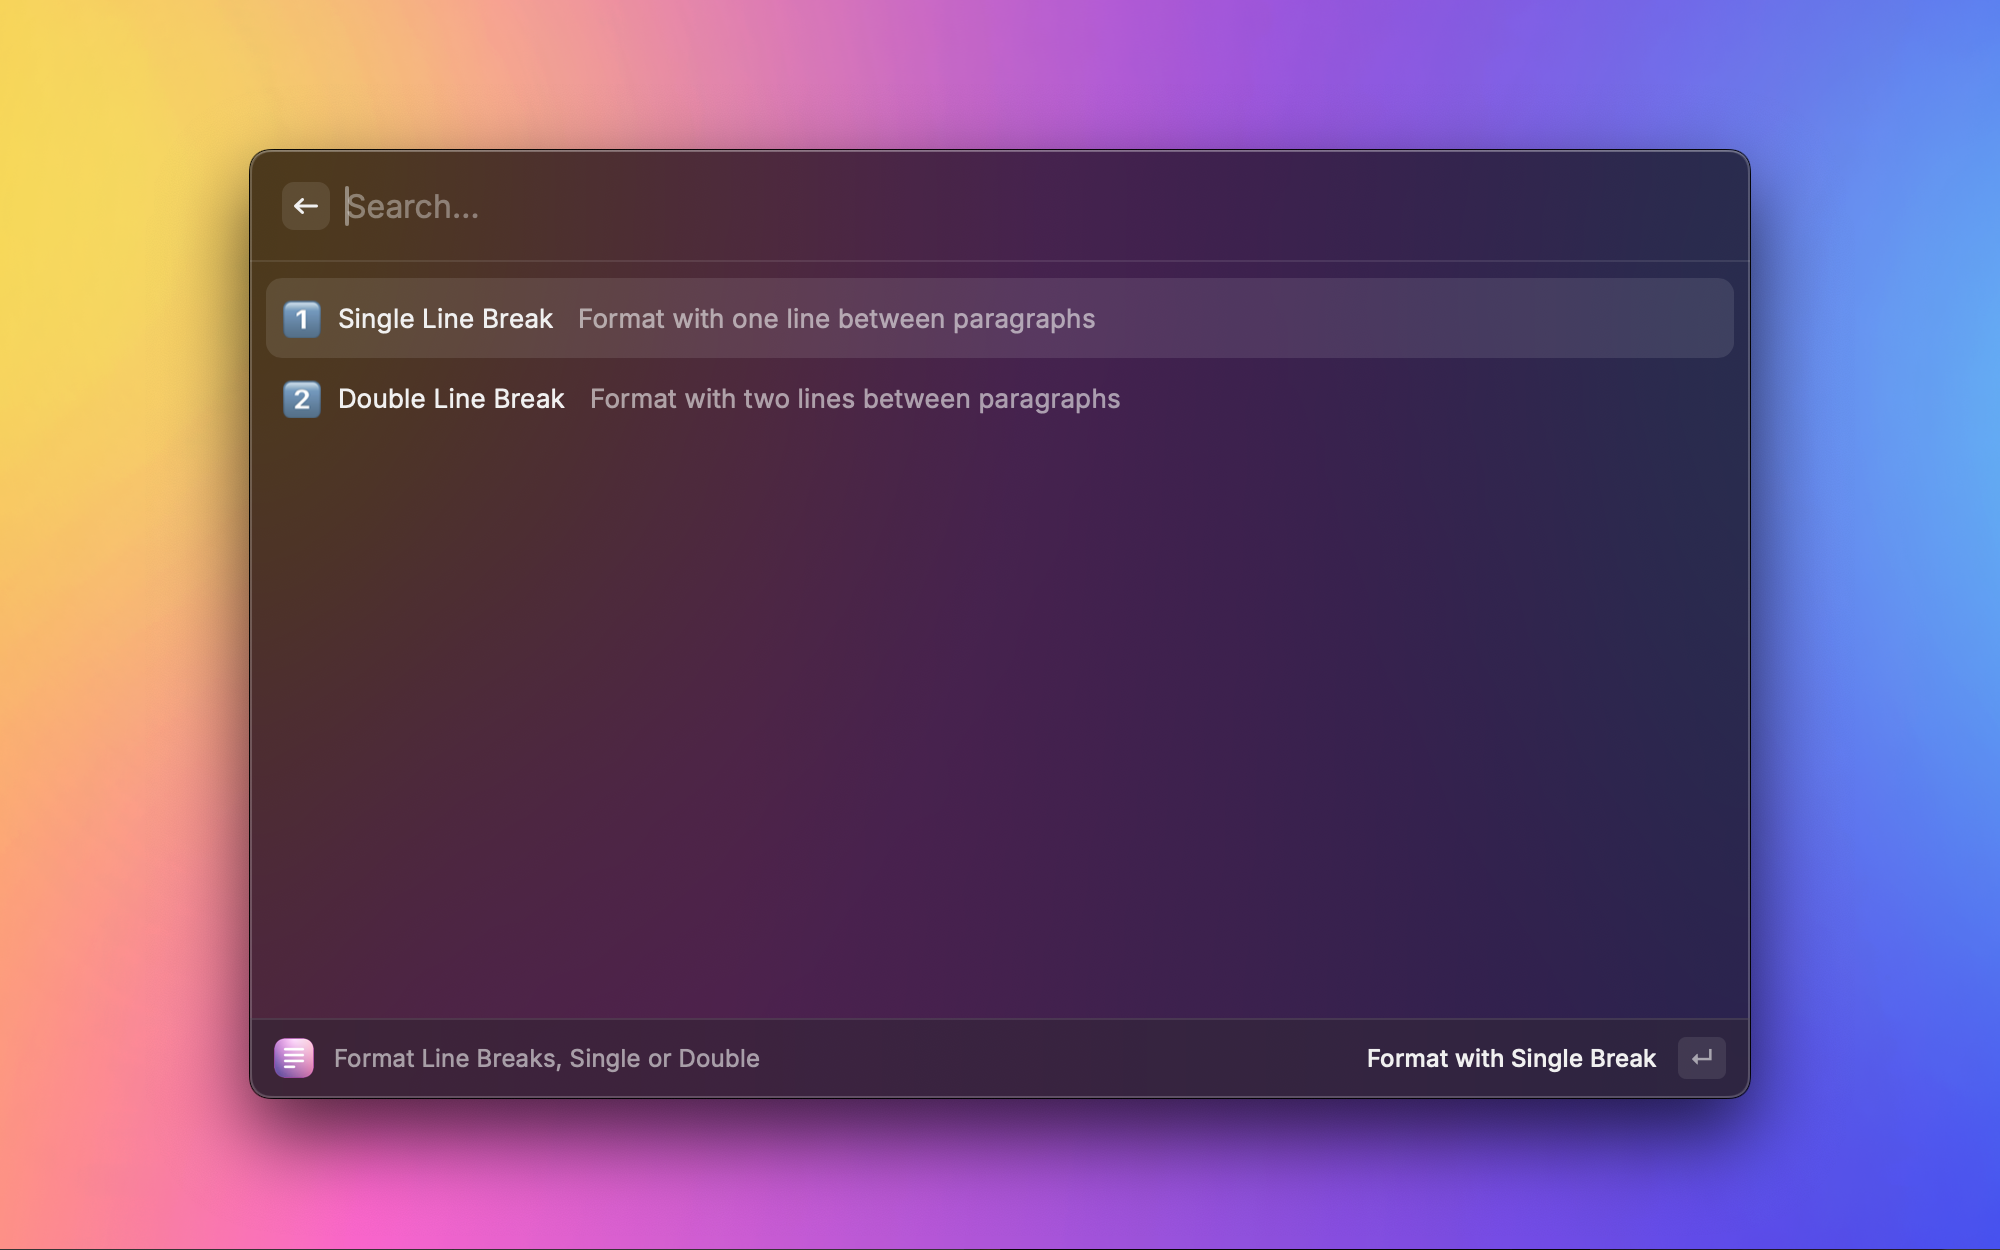 Search...
1 Single Line Break Format with one line between paragraphs
2 Double Line Break Format with two lines between paragraphs
Format Line Breaks, Single or Double Format with Single Break